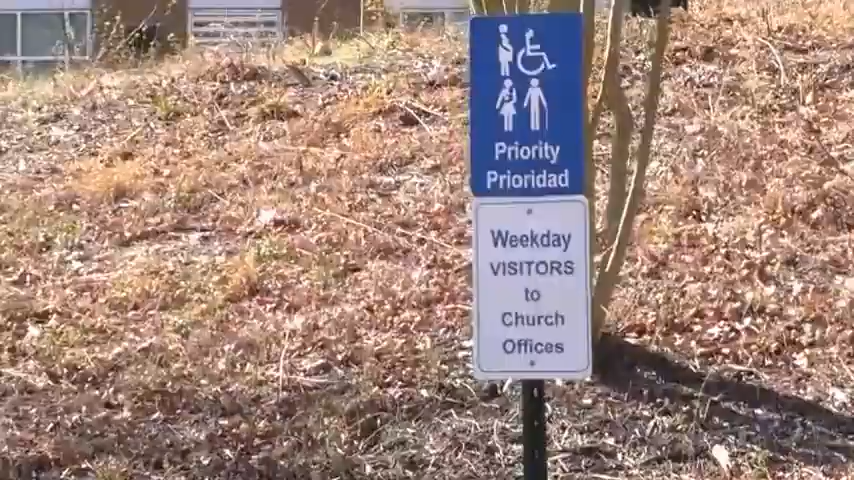 Priority
Prioridad
Weekday
VISITORS
to
Church
Offices